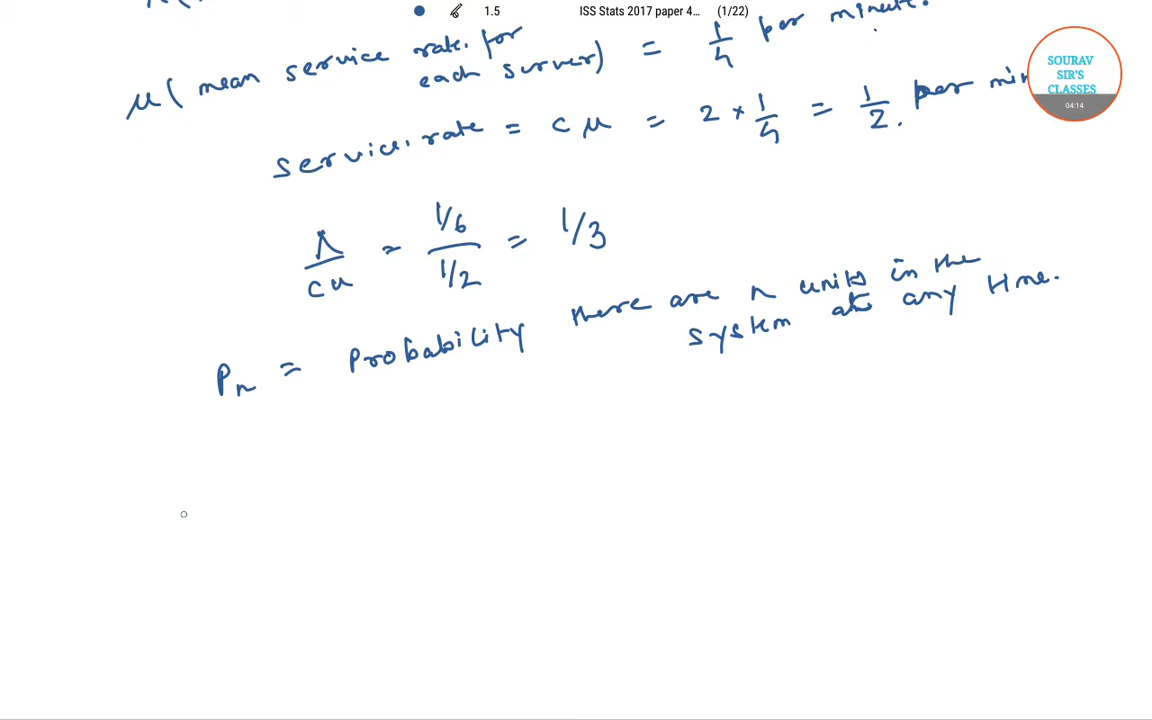 1.5 ISS Stats 2017 paper 4... (1/22)
μ( mean service rate. for each surver) = 1/4 per minute.
SOURAV
SIR'S
CLASSES
04:14
service. rate = cμ = 2 * 1/4 = 1/2. per min
λ/cμ = (1/6)/(1/2) = 1/3
Pn = Probability there are n units in the
system at any time.